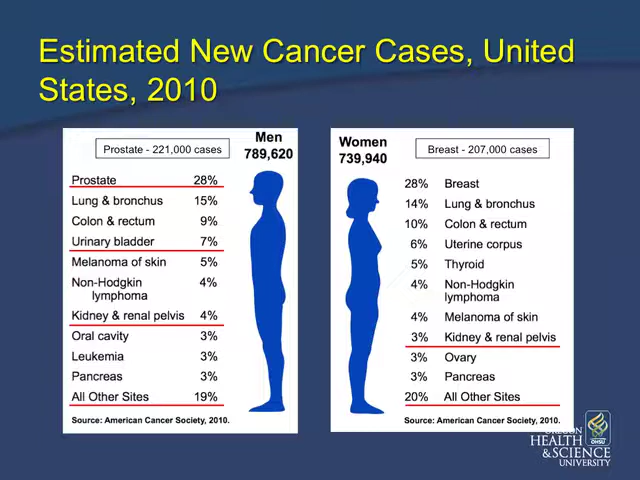 Estimated New Cancer Cases, United
States, 2010
Prostate - 221,000 cases
Men
789,620
Prostate 28%
Lung & bronchus 15%
Colon & rectum 9%
Urinary bladder 7%
Melanoma of skin 5%
Non-Hodgkin 4%
lymphoma
Kidney & renal pelvis 4%
Oral cavity 3%
Leukemia 3%
Pancreas 3%
All Other Sites 19%
Source: American Cancer Society, 2010.
Women
739,940
Breast - 207,000 cases
28% Breast
14% Lung & bronchus
10% Colon & rectum
6% Uterine corpus
5% Thyroid
4% Non-Hodgkin
lymphoma
4% Melanoma of skin
3% Kidney & renal pelvis
3% Ovary
3% Pancreas
20% All Other Sites
Source: American Cancer Society, 2010.
OREGON
HEALTH
& SCIENCE
UNIVERSITY
OHSU